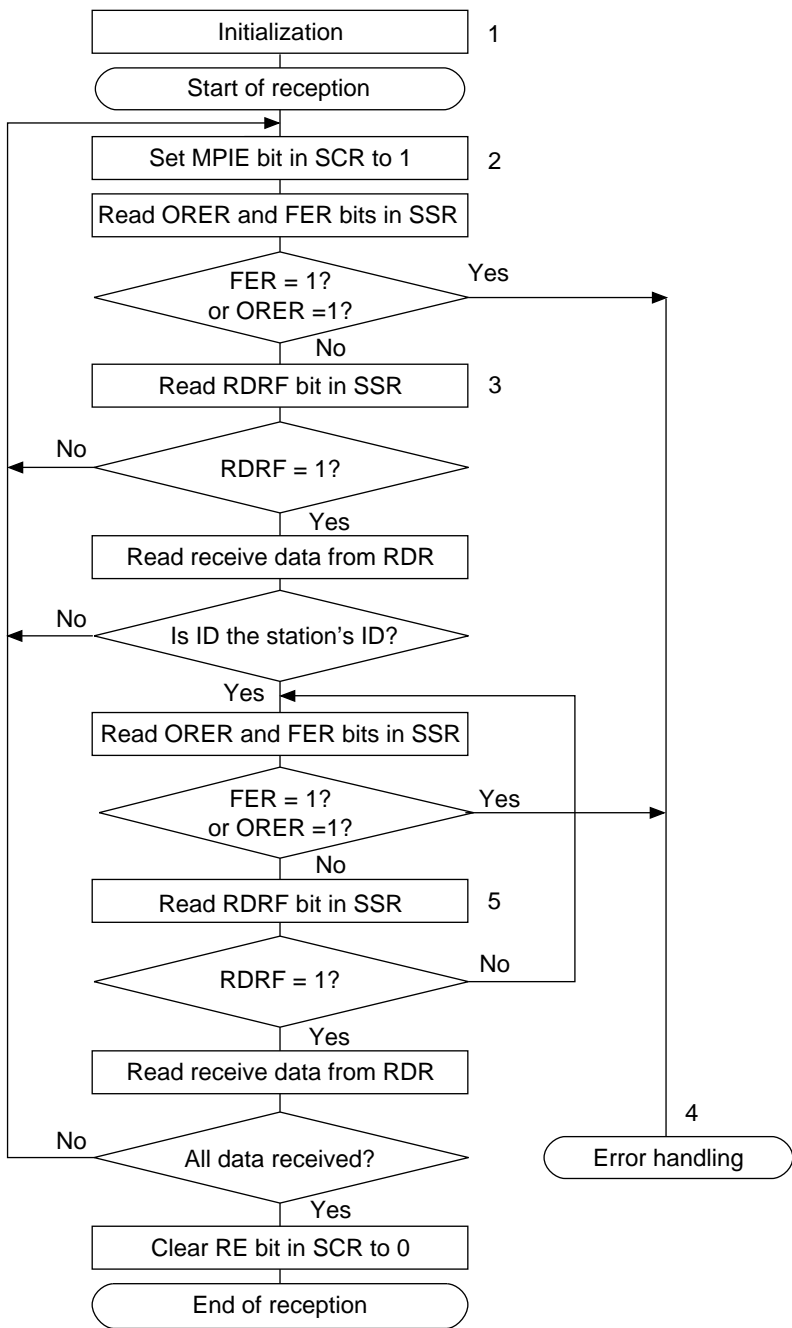 Initialization
1
Start of reception
Set MPIE bit in SCR to 1
2
Read ORER and FER bits in SSR
FER = 1?
or ORER =1?
Yes
No
Read RDRF bit in SSR
3
No
RDRF = 1?
Yes
Read receive data from RDR
No
Is ID the station's ID?
Yes
Read ORER and FER bits in SSR
FER = 1?
or ORER =1?
Yes
No
Read RDRF bit in SSR
5
RDRF = 1?
No
Yes
Read receive data from RDR
4
No
All data received?
Error handling
Yes
Clear RE bit in SCR to 0
End of reception